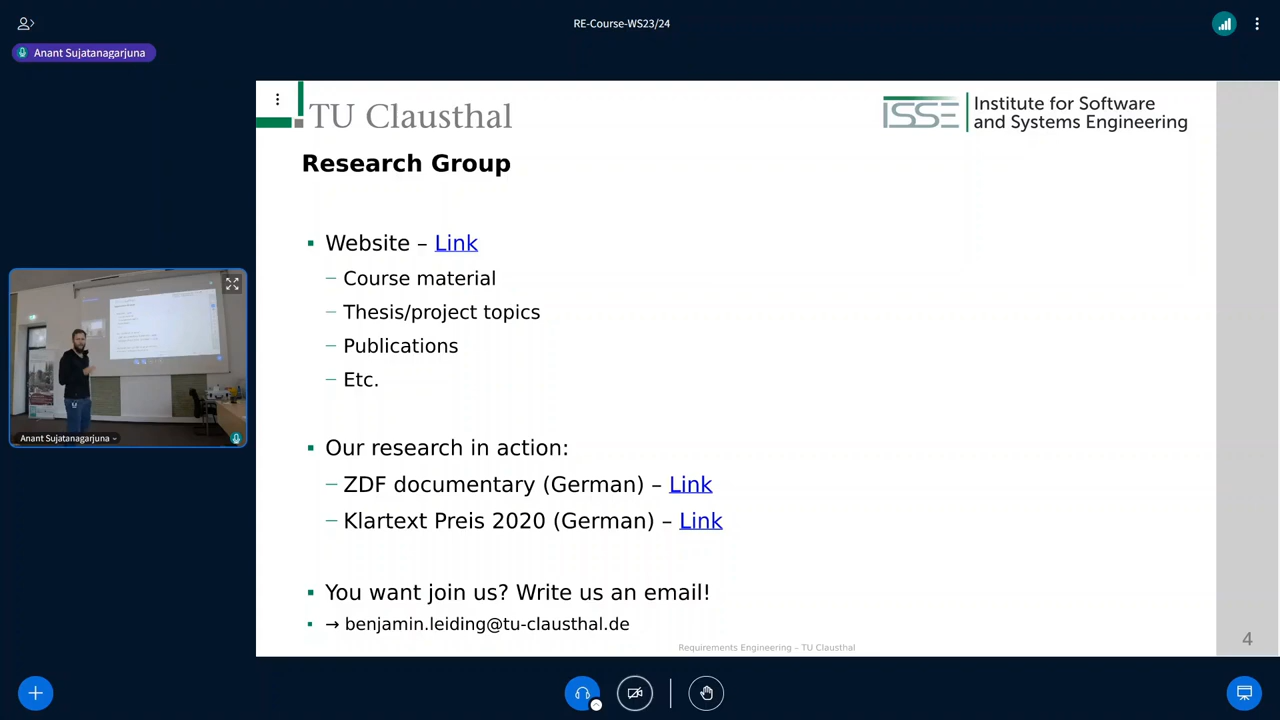 RE-Course-WS23/24
Anant Sujatanagarjuna
TU Clausthal
ISSE Institute for Software
and Systems Engineering
Research Group
Website – Link
Course material
Thesis/project topics
Publications
Etc.
Our research in action:
ZDF documentary (German) – Link
Klartext Preis 2020 (German) – Link
You want join us? Write us an email!
→ benjamin.leiding@tu-clausthal.de
Requirements Engineering – TU Clausthal
4
Anant Sujatanagarjuna